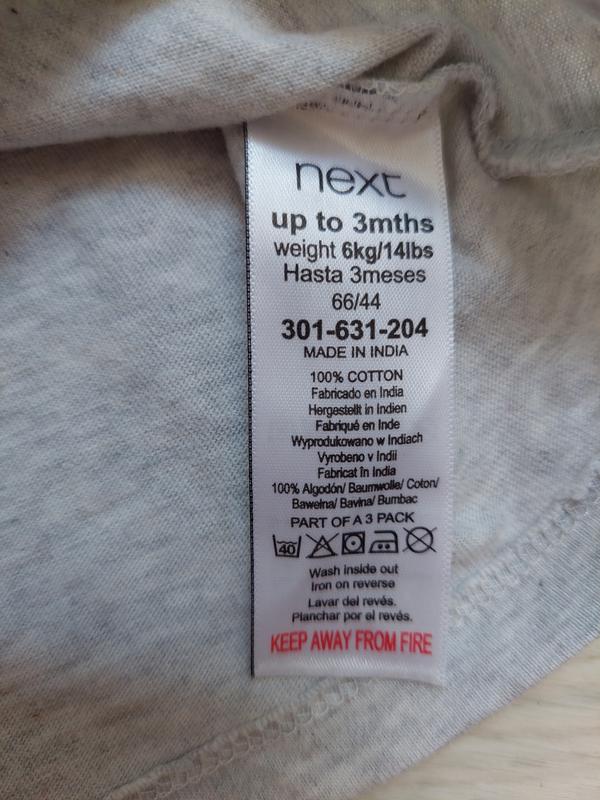 next
up to 3mths
weight 6kg/14lbs
Hasta 3meses
66/44
301-631-204
MADE IN INDIA
100% COTTON
Fabricado en India
Hergestellt in Indien
Fabriqué en Inde
Wyprodukowano w Indiach
Vyrobeno v Indii
Fabricat în India
100% Algodón/ Baumwolle/ Coton/
Bawełna/ Bavlna/ Bumbac
PART OF A 3 PACK
40
Wash inside out
Iron on reverse
Lavar del revés.
Planchar por el revés.
KEEP AWAY FROM FIRE